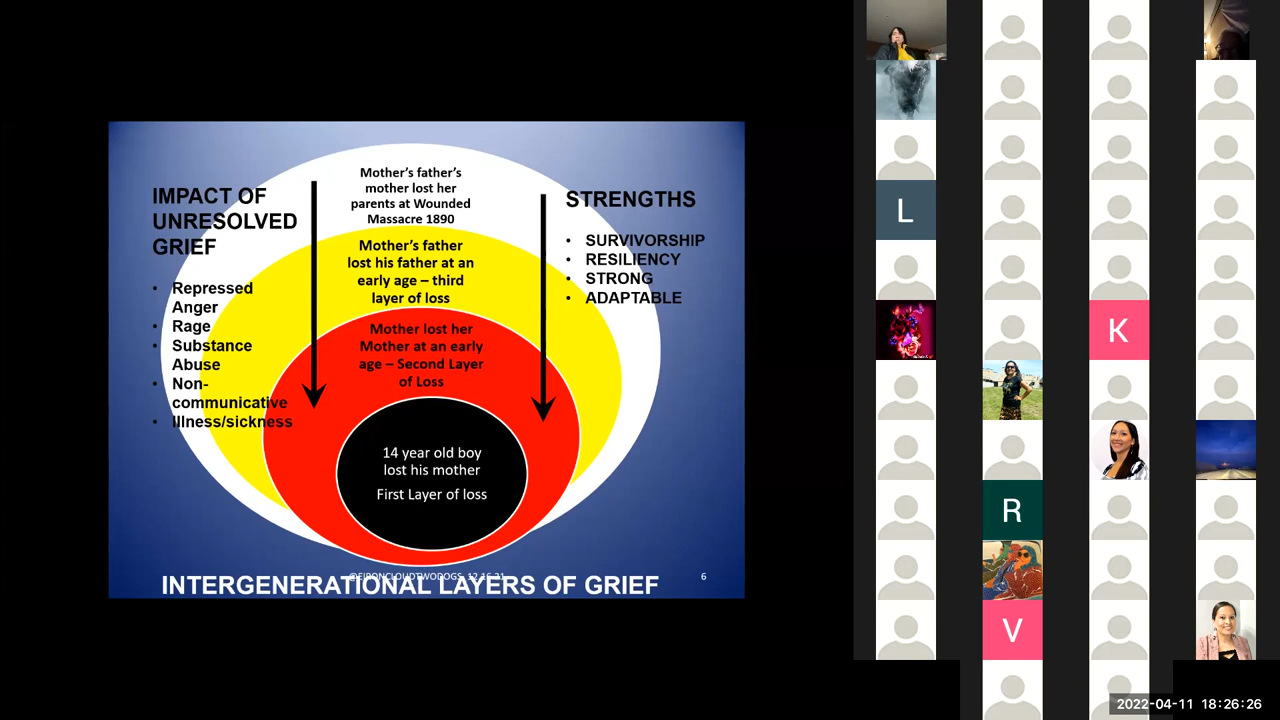 IMPACT OF
UNRESOLVED
GRIEF
• Repressed
Anger
• Rage
• Substance
Abuse
• Non-
communicative
• Illness/sickness
Mother's father's
mother lost her
parents at Wounded
Massacre 1890
Mother's father
lost his father at an
early age – third
layer of loss
Mother lost her
Mother at an early
age – Second Layer
of Loss
14 year old boy
lost his mother
First Layer of loss
STRENGTHS
• SURVIVORSHIP
• RESILIENCY
• STRONG
• ADAPTABLE
@EIRONCLOUDTWODOGS
6
INTERGENERATIONAL LAYERS OF GRIEF
L
K
R
V
2022-04-11 18:26:26